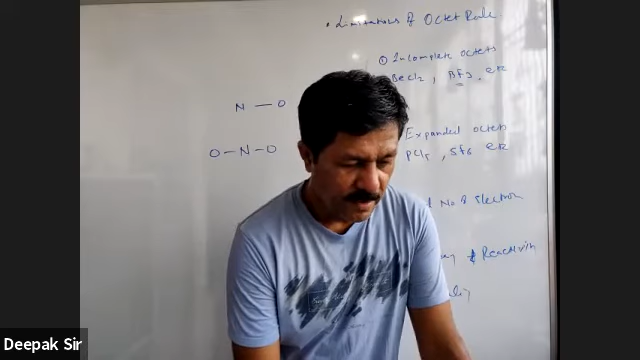 • Limitations of Octet Rule
① Incomplete octets
BeCl₂, BF₃, etc
N — O
Expanded octets
O — N — O
PCl₅, SF₆ etc
No of Electron
Reactivity
Deepak Sir